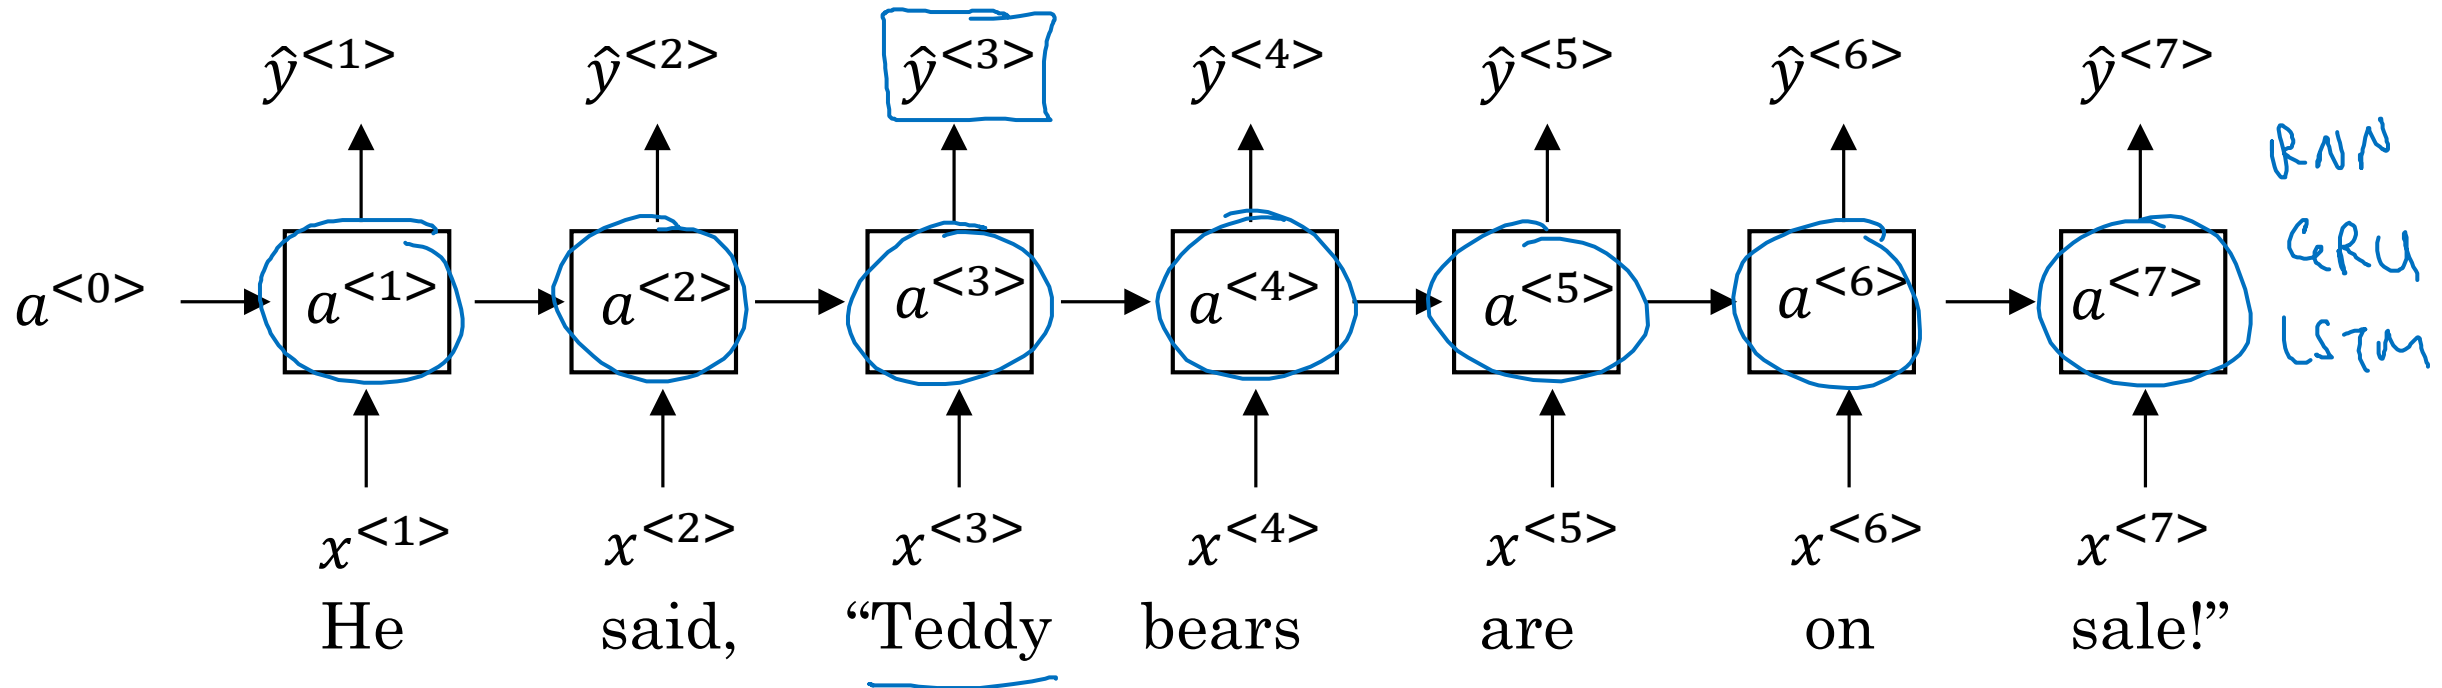 ŷ<1> ŷ<2> ŷ<3> ŷ<4> ŷ<5> ŷ<6> ŷ<7>
RNN
GRU
LSTM
a<0> a<1> a<2> a<3> a<4> a<5> a<6> a<7>
x<1> x<2> x<3> x<4> x<5> x<6> x<7>
He said, “Teddy bears are on sale!”